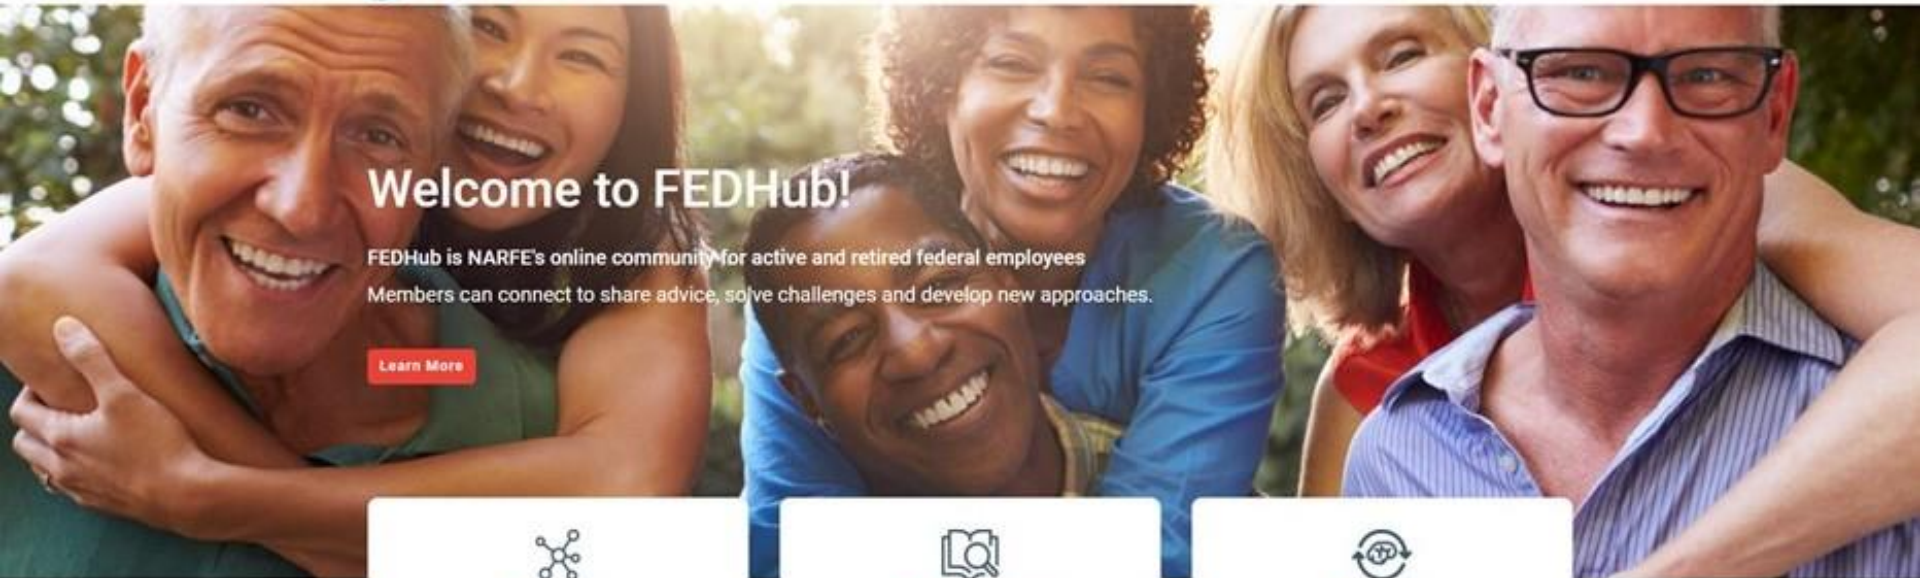 Welcome to FEDHub!
FEDHub is NARFE's online community for active and retired federal employees
Members can connect to share advice, solve challenges and develop new approaches.
Learn More